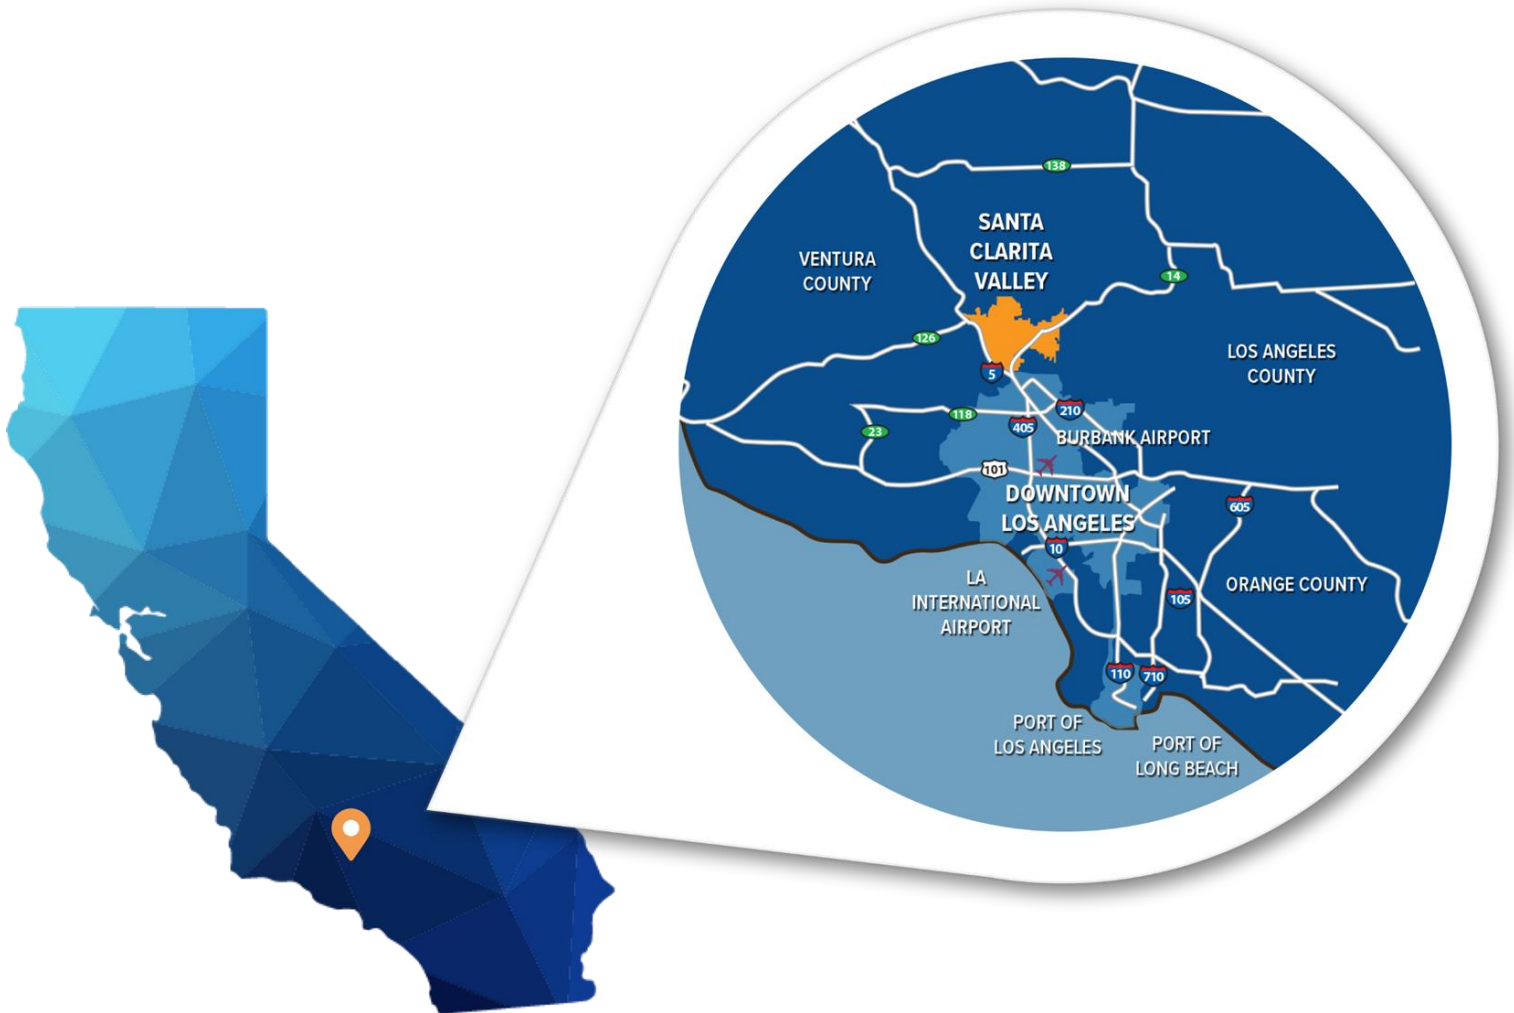 138
SANTA
CLARITA
VALLEY
VENTURA
COUNTY
14
126
LOS ANGELES
COUNTY
5
118
210
405
23
BURBANK AIRPORT
101
DOWNTOWN
LOS ANGELES
605
10
LA
INTERNATIONAL
AIRPORT
ORANGE COUNTY
105
110
710
PORT OF
LOS ANGELES
PORT OF
LONG BEACH